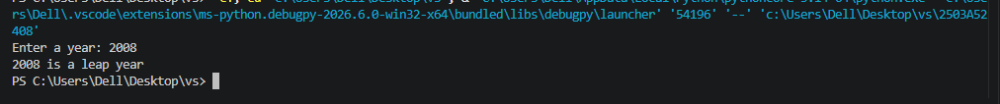 rs\Dell\.vscode\extensions\ms-python.debugpy-2026.6.0-win32-x64\bundled\libs\debugpy\launcher' '54196' '--' 'c:\Users\Dell\Desktop\vs\2503A52
408'
Enter a year: 2008
2008 is a leap year
PS C:\Users\Dell\Desktop\vs>